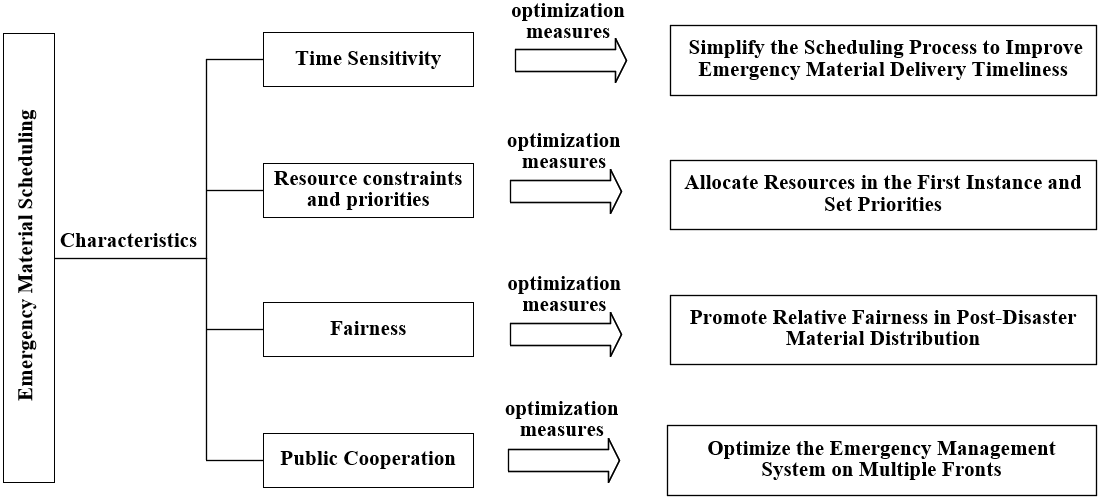 Emergency Material Scheduling
Characteristics
Time Sensitivity
optimization
measures
Simplify the Scheduling Process to Improve
Emergency Material Delivery Timeliness
Resource constraints
and priorities
optimization
measures
Allocate Resources in the First Instance and
Set Priorities
Fairness
optimization
measures
Promote Relative Fairness in Post-Disaster
Material Distribution
Public Cooperation
optimization
measures
Optimize the Emergency Management
System on Multiple Fronts